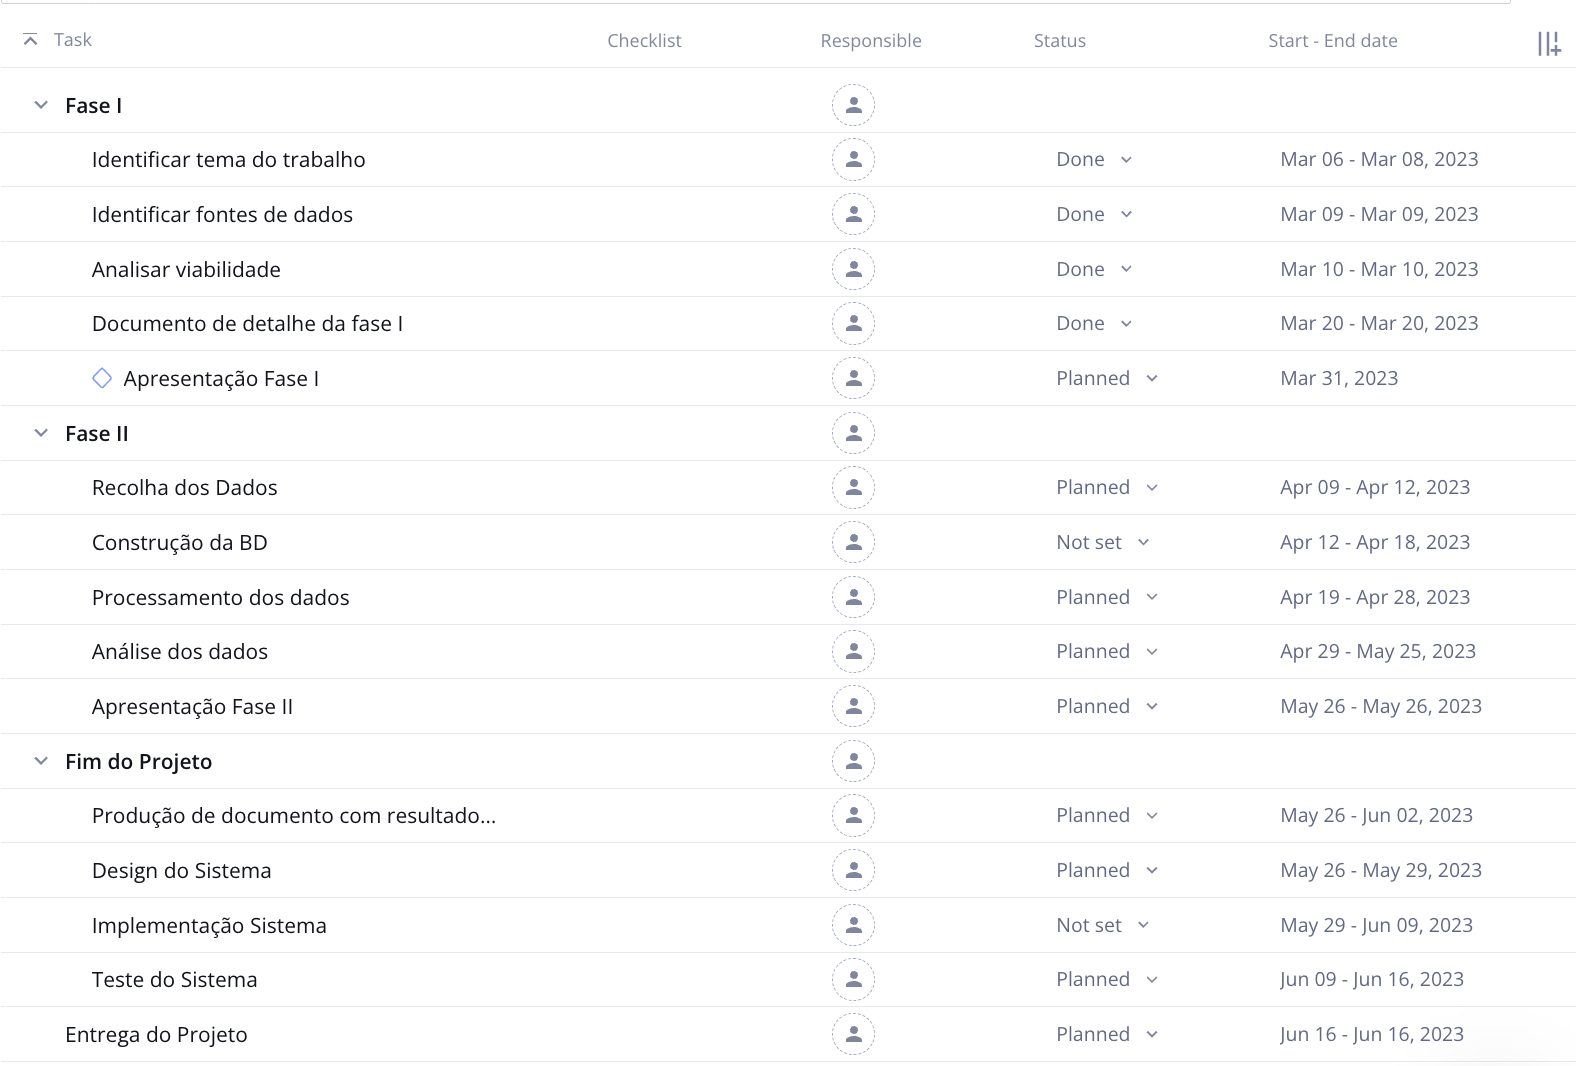 Task Checklist Responsible Status Start - End date
Fase I
Identificar tema do trabalho Done Mar 06 - Mar 08, 2023
Identificar fontes de dados Done Mar 09 - Mar 09, 2023
Analisar viabilidade Done Mar 10 - Mar 10, 2023
Documento de detalhe da fase I Done Mar 20 - Mar 20, 2023
Apresentação Fase I Planned Mar 31, 2023
Fase II
Recolha dos Dados Planned Apr 09 - Apr 12, 2023
Construção da BD Not set Apr 12 - Apr 18, 2023
Processamento dos dados Planned Apr 19 - Apr 28, 2023
Análise dos dados Planned Apr 29 - May 25, 2023
Apresentação Fase II Planned May 26 - May 26, 2023
Fim do Projeto
Produção de documento com resultado... Planned May 26 - Jun 02, 2023
Design do Sistema Planned May 26 - May 29, 2023
Implementação Sistema Not set May 29 - Jun 09, 2023
Teste do Sistema Planned Jun 09 - Jun 16, 2023
Entrega do Projeto Planned Jun 16 - Jun 16, 2023